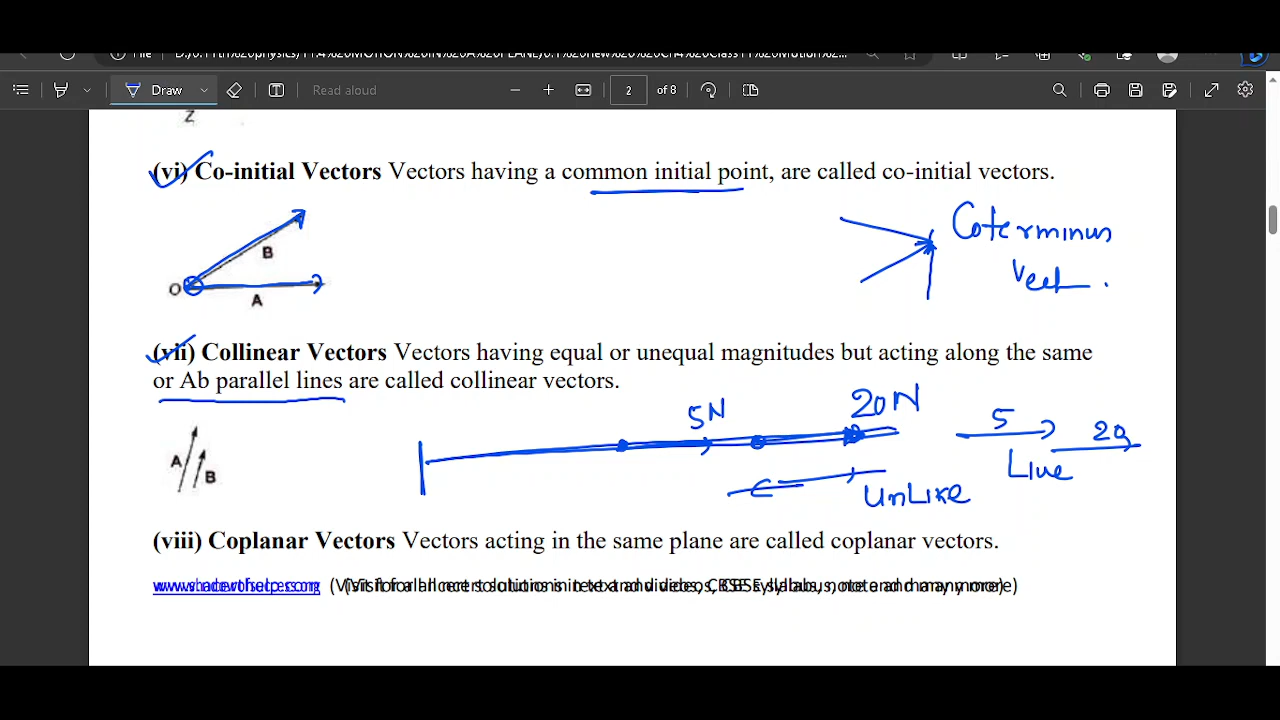 Draw
Read aloud
2 of 8
Z
(vi) Co-initial Vectors Vectors having a common initial point, are called co-initial vectors.
B
O
A
Coterminus
Vect.
(vii) Collinear Vectors Vectors having equal or unequal magnitudes but acting along the same
or Ab parallel lines are called collinear vectors.
5N
20N
5
20
Like
A
B
UnLike
(viii) Coplanar Vectors Vectors acting in the same plane are called coplanar vectors.